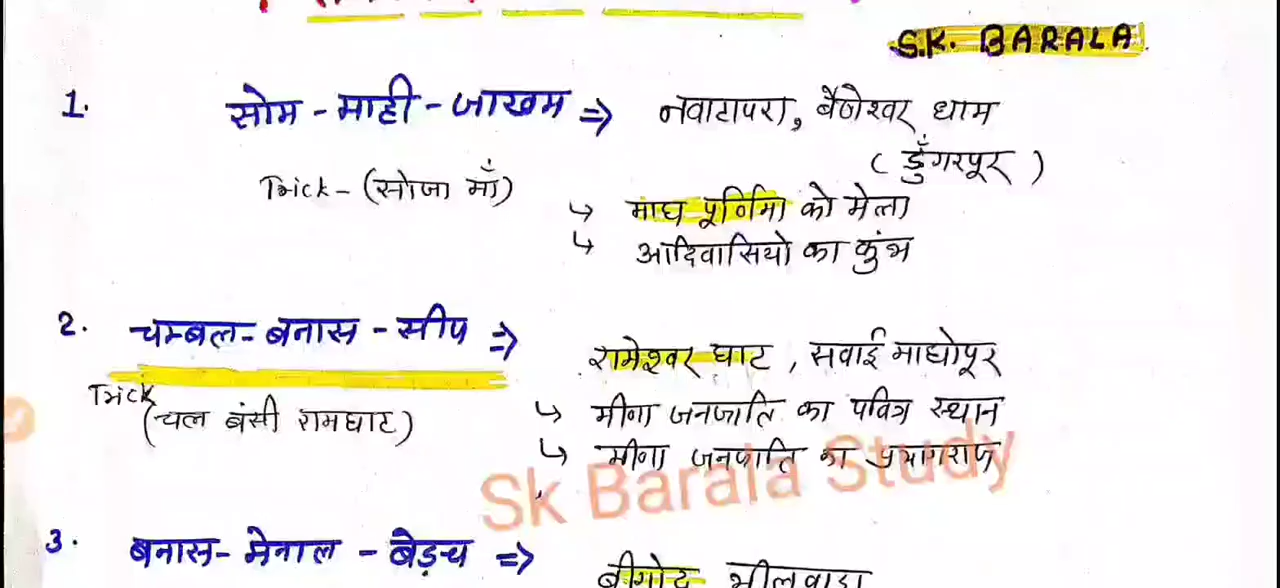 S.K. BARALA
1. सोम - माही - जाखम ⇒ नवाटापरा, बेणेश्वर धाम
( डुँगरपूर )
Trick - (सोजा माँ)
↳ माघ पूर्णिमा को मेला
↳ आदिवासियो का कुंभ
2. चम्बल - बनास - सीप ⇒ रामेश्वर घाट , सवाई माधोपूर
Trick
(चल बंसी रामघाट)
↳ मीणा जनजाति का पवित्र स्थान
↳ मीणा जनजाति का प्रयागराज
Sk Barala Study
3. बनास - मेनाल - बेड़च ⇒ बीगोद भीलवाडा